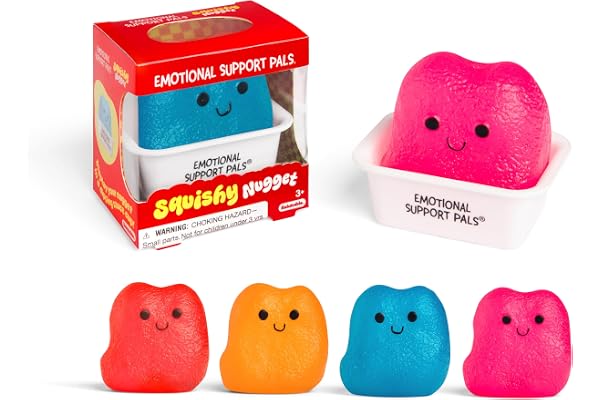 EMOTIONAL SUPPORT PALS.
EMOTIONAL
SUPPORT PALS®
Squishy Nugget
3+
⚠ WARNING: CHOKING HAZARD—
Small parts. Not for children under 3 yrs.
EMOTIONAL
SUPPORT PALS®